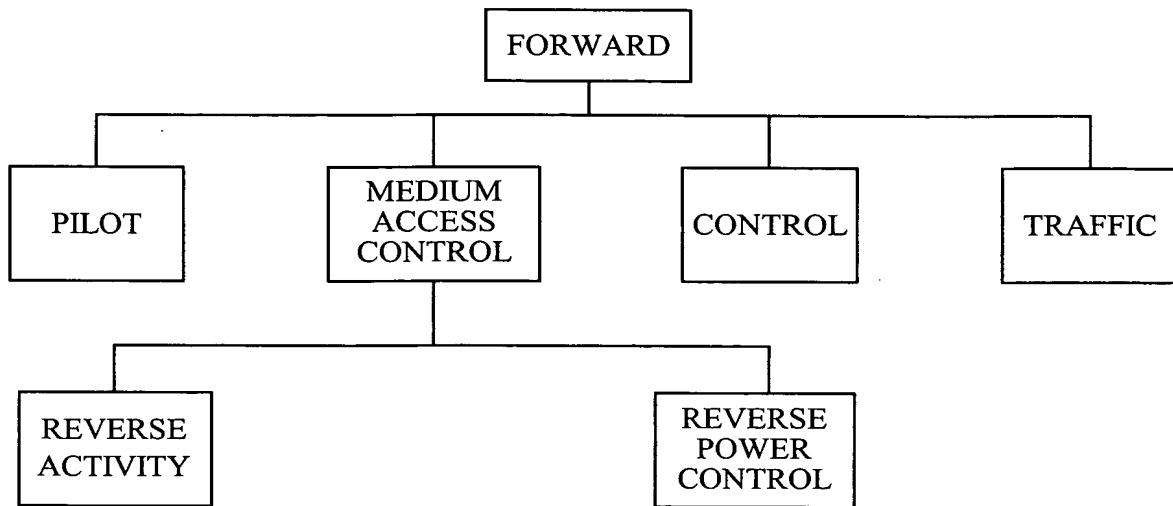 FORWARD
PILOT
MEDIUM
ACCESS
CONTROL
CONTROL
TRAFFIC
REVERSE
ACTIVITY
REVERSE
POWER
CONTROL